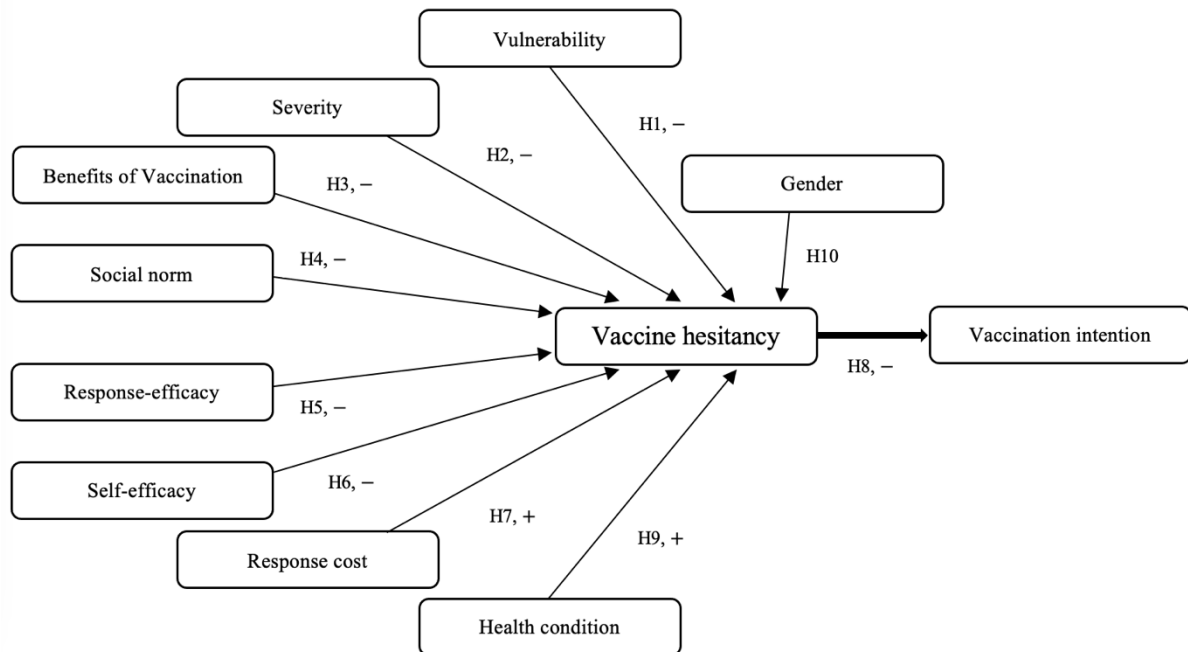 Vulnerability
Severity
H1, −
H2, −
Benefits of Vaccination
H3, −
Gender
Social norm
H4, −
H10
Vaccine hesitancy
Vaccination intention
H8, −
Response-efficacy
H5, −
Self-efficacy
H6, −
H7, +
H9, +
Response cost
Health condition